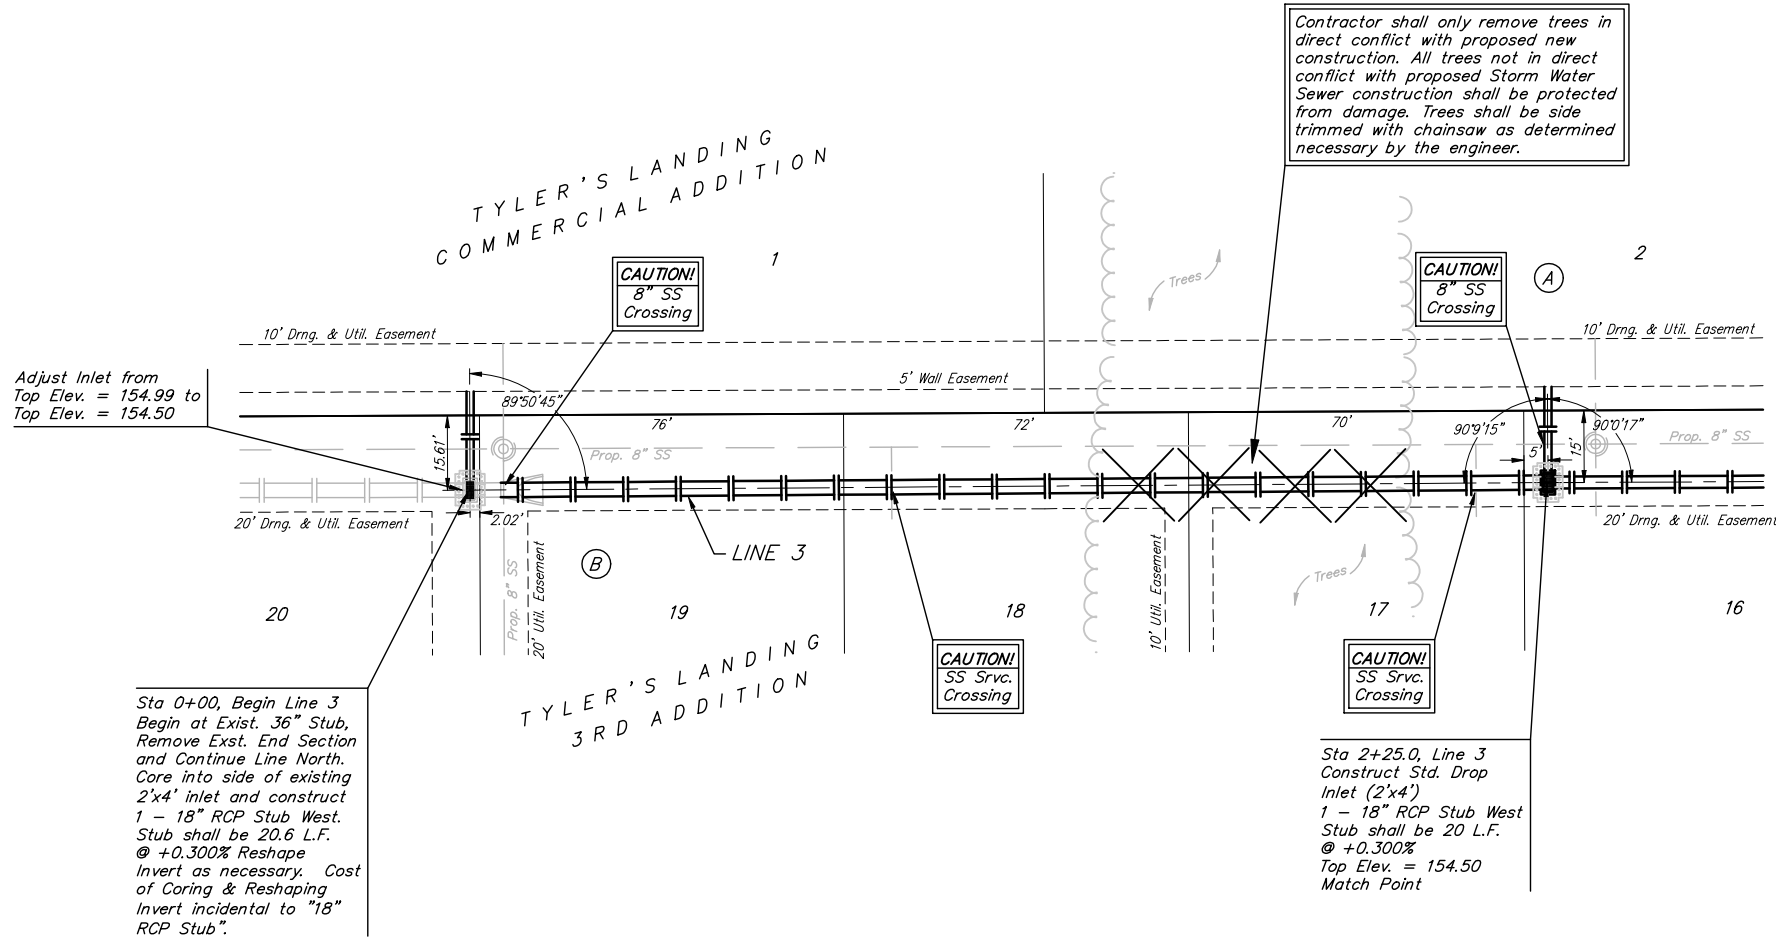 Contractor shall only remove trees in
direct conflict with proposed new
construction. All trees not in direct
conflict with proposed Storm Water
Sewer construction shall be protected
from damage. Trees shall be side
trimmed with chainsaw as determined
necessary by the engineer.
TYLER'S LANDING
COMMERCIAL ADDITION
1
2
CAUTION!
8" SS
Crossing
CAUTION!
8" SS
Crossing
A
Trees
10' Drng. & Util. Easement
10' Drng. & Util. Easement
Adjust Inlet from
Top Elev. = 154.99 to
Top Elev. = 154.50
5' Wall Easement
89°50'45"
76'
72'
70'
90°9'15"
90°0'17"
15.61'
5'
15'
Prop. 8" SS
Prop. 8" SS
20' Drng. & Util. Easement
2.02'
20' Drng. & Util. Easement
LINE 3
B
Prop. 8" SS
20' Util. Easement
10' Util. Easement
Trees
20
19
18
17
16
TYLER'S LANDING
3RD ADDITION
CAUTION!
SS Srvc.
Crossing
CAUTION!
SS Srvc.
Crossing
Sta 0+00, Begin Line 3
Begin at Exist. 36" Stub,
Remove Exst. End Section
and Continue Line North.
Core into side of existing
2'x4' inlet and construct
1 - 18" RCP Stub West.
Stub shall be 20.6 L.F.
@ +0.300% Reshape
Invert as necessary. Cost
of Coring & Reshaping
Invert incidental to "18"
RCP Stub".
Sta 2+25.0, Line 3
Construct Std. Drop
Inlet (2'x4')
1 - 18" RCP Stub West
Stub shall be 20 L.F.
@ +0.300%
Top Elev. = 154.50
Match Point